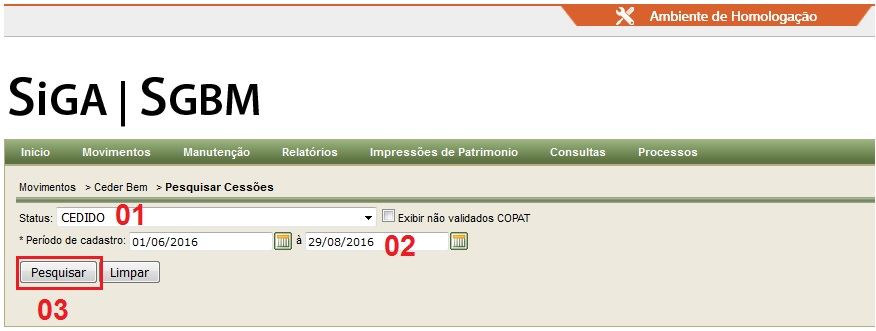 Ambiente de Homologação
SIGA | SGBM
Inicio Movimentos Manutenção Relatórios Impressões de Patrimonio Consultas Processos
Movimentos > Ceder Bem > Pesquisar Cessões
Status: CEDIDO 01 Exibir não validados COPAT
* Período de cadastro: 01/06/2016 à 29/08/2016 02
Pesquisar Limpar
03